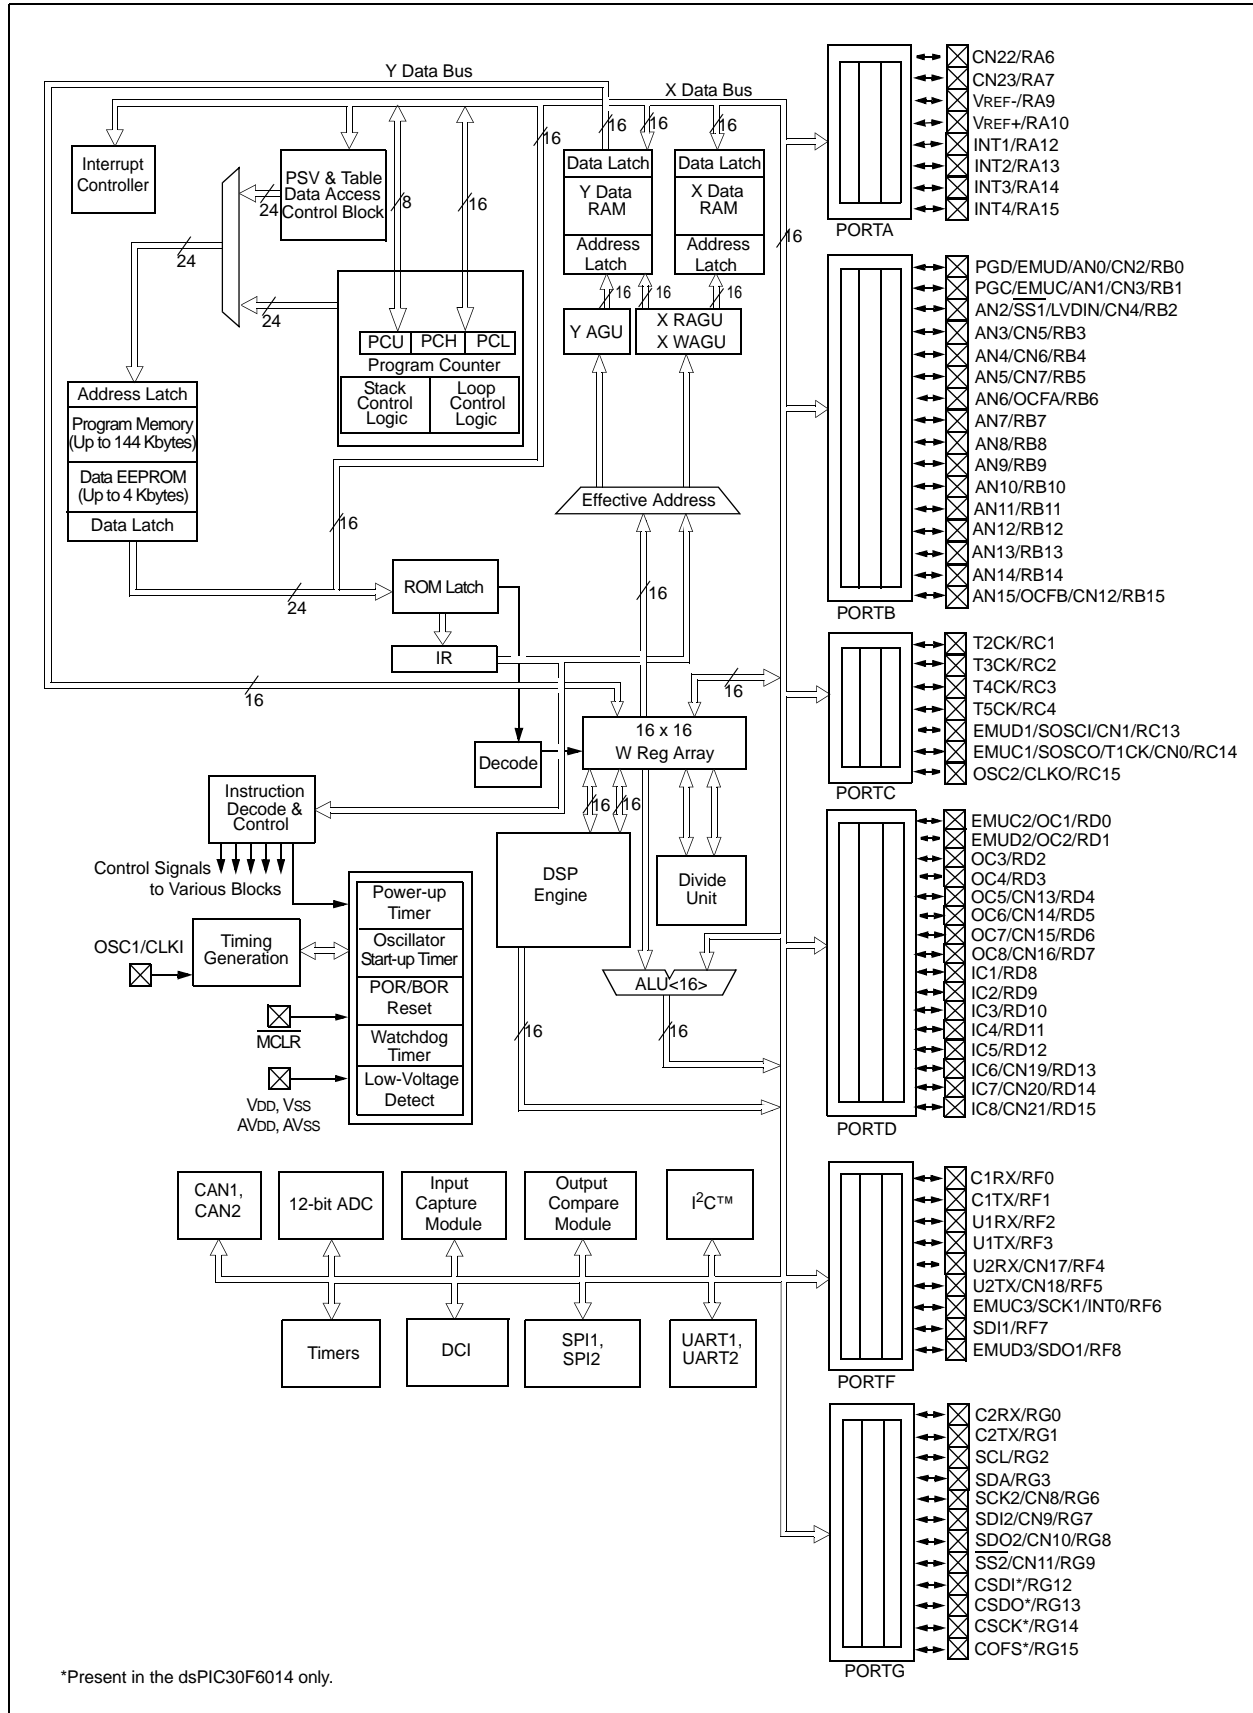 Y Data Bus
X Data Bus
16
16
16
16
Interrupt
Controller
PSV & Table
Data Access
Control Block
24
24
24
8
16
Data Latch
Y Data
RAM
Address
Latch
Data Latch
X Data
RAM
Address
Latch
16
16
16
16
Y AGU
X RAGU
X WAGU
PCU
PCH
PCL
Program Counter
Stack
Control
Logic
Loop
Control
Logic
Address Latch
Program Memory
(Up to 144 Kbytes)
Data EEPROM
(Up to 4 Kbytes)
Data Latch
Effective Address
16
24
ROM Latch
16
IR
16
16
16 x 16
W Reg Array
Decode
Instruction
Decode &
Control
16
16
Control Signals
to Various Blocks
DSP
Engine
Divide
Unit
Power-up
Timer
Oscillator
Start-up Timer
POR/BOR
Reset
Watchdog
Timer
Low-Voltage
Detect
OSC1/CLKI
Timing
Generation
MCLR
VDD, VSS
AVDD, AVSS
ALU<16>
16
16
CAN1,
CAN2
12-bit ADC
Input
Capture
Module
Output
Compare
Module
I2C™
Timers
DCI
SPI1,
SPI2
UART1,
UART2
CN22/RA6
CN23/RA7
VREF-/RA9
VREF+/RA10
INT1/RA12
INT2/RA13
INT3/RA14
INT4/RA15
PORTA
PGD/EMUD/AN0/CN2/RB0
PGC/EMUC/AN1/CN3/RB1
AN2/SS1/LVDIN/CN4/RB2
AN3/CN5/RB3
AN4/CN6/RB4
AN5/CN7/RB5
AN6/OCFA/RB6
AN7/RB7
AN8/RB8
AN9/RB9
AN10/RB10
AN11/RB11
AN12/RB12
AN13/RB13
AN14/RB14
AN15/OCFB/CN12/RB15
PORTB
T2CK/RC1
T3CK/RC2
T4CK/RC3
T5CK/RC4
EMUD1/SOSCI/CN1/RC13
EMUC1/SOSCO/T1CK/CN0/RC14
OSC2/CLKO/RC15
PORTC
EMUC2/OC1/RD0
EMUD2/OC2/RD1
OC3/RD2
OC4/RD3
OC5/CN13/RD4
OC6/CN14/RD5
OC7/CN15/RD6
OC8/CN16/RD7
IC1/RD8
IC2/RD9
IC3/RD10
IC4/RD11
IC5/RD12
IC6/CN19/RD13
IC7/CN20/RD14
IC8/CN21/RD15
PORTD
C1RX/RF0
C1TX/RF1
U1RX/RF2
U1TX/RF3
U2RX/CN17/RF4
U2TX/CN18/RF5
EMUC3/SCK1/INT0/RF6
SDI1/RF7
EMUD3/SDO1/RF8
PORTF
C2RX/RG0
C2TX/RG1
SCL/RG2
SDA/RG3
SCK2/CN8/RG6
SDI2/CN9/RG7
SDO2/CN10/RG8
SS2/CN11/RG9
CSDI*/RG12
CSDO*/RG13
CSCK*/RG14
COFS*/RG15
PORTG
*Present in the dsPIC30F6014 only.